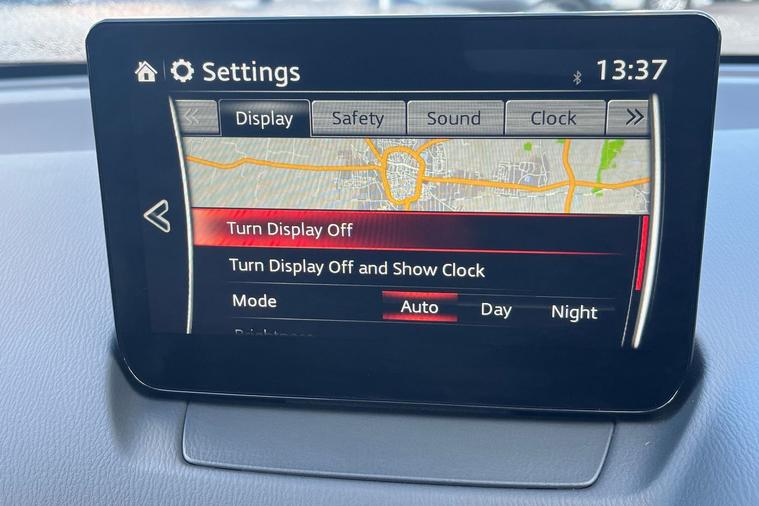 Settings 13:37
Display Safety Sound Clock
Turn Display Off
Turn Display Off and Show Clock
Mode Auto Day Night
Brightness